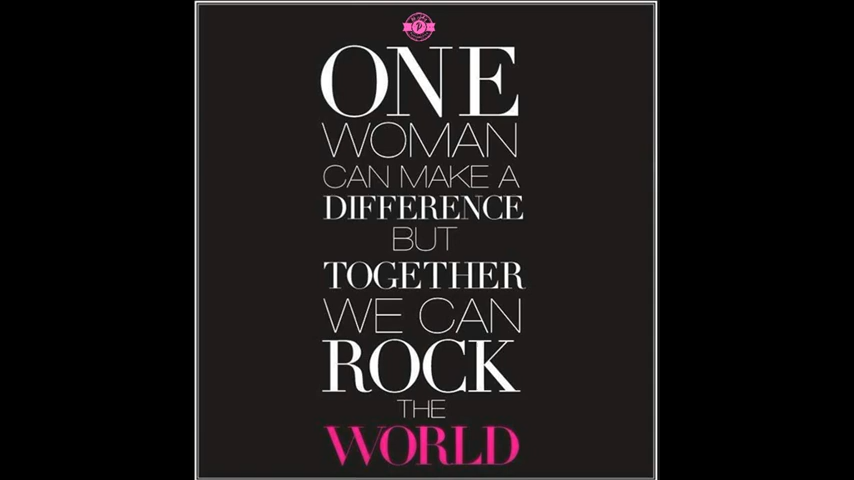 ONE
WOMAN
CAN MAKE A
DIFFERENCE
BUT
TOGETHER
WE CAN
ROCK
THE
WORLD